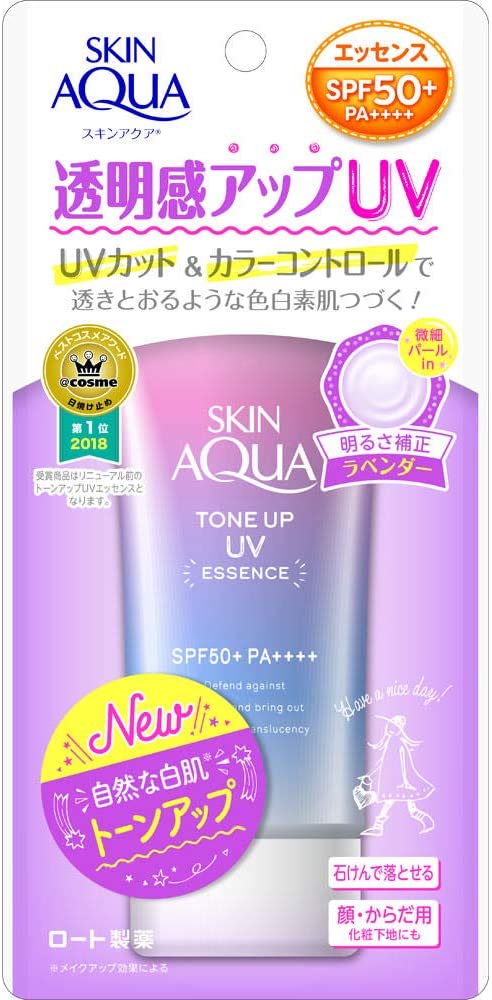 SKIN
AQUA
スキンアクア®
エッセンス
SPF50+
PA++++
透明感アップUV
UVカット & カラーコントロールで
透きとおるような色白素肌つづく!
ベストコスメアワード
@cosme
日焼け止め
第1位
2018
受賞商品はリニューアル前の
トーンアップUVエッセンスと
なります。
微細
パール
in
明るさ補正
ラベンダー
SKIN
AQUA
TONE UP
UV
ESSENCE
SPF50+ PA++++
Defend against
and bring out
translucency
Have a nice day!
New
自然な白肌※
トーンアップ
石けんで落とせる
顔・からだ用
化粧下地にも
ロート製薬
※メイクアップ効果による